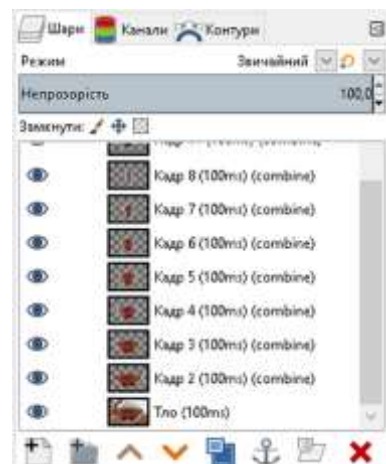 Шари Канали Контури
Режим Звичайний
Непрозорість 100,0
Замкнути:
Кадр 8 (100ms) (combine)
Кадр 7 (100ms) (combine)
Кадр 6 (100ms) (combine)
Кадр 5 (100ms) (combine)
Кадр 4 (100ms) (combine)
Кадр 3 (100ms) (combine)
Кадр 2 (100ms) (combine)
Тло (100ms)